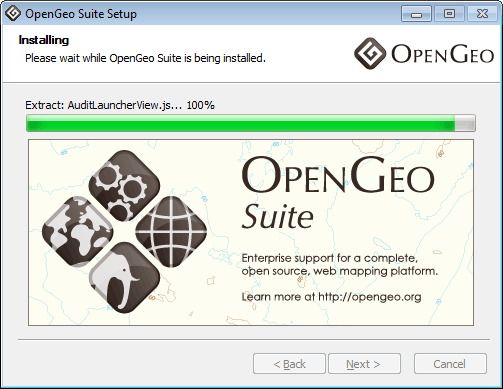 OpenGeo Suite Setup
Installing
Please wait while OpenGeo Suite is being installed.
OPENGEO
Extract: AuditLauncherView.js... 100%
OPENGEO
Suite
Enterprise support for a complete,
open source, web mapping platform.
Learn more at http://opengeo.org
< Back
Next >
Cancel